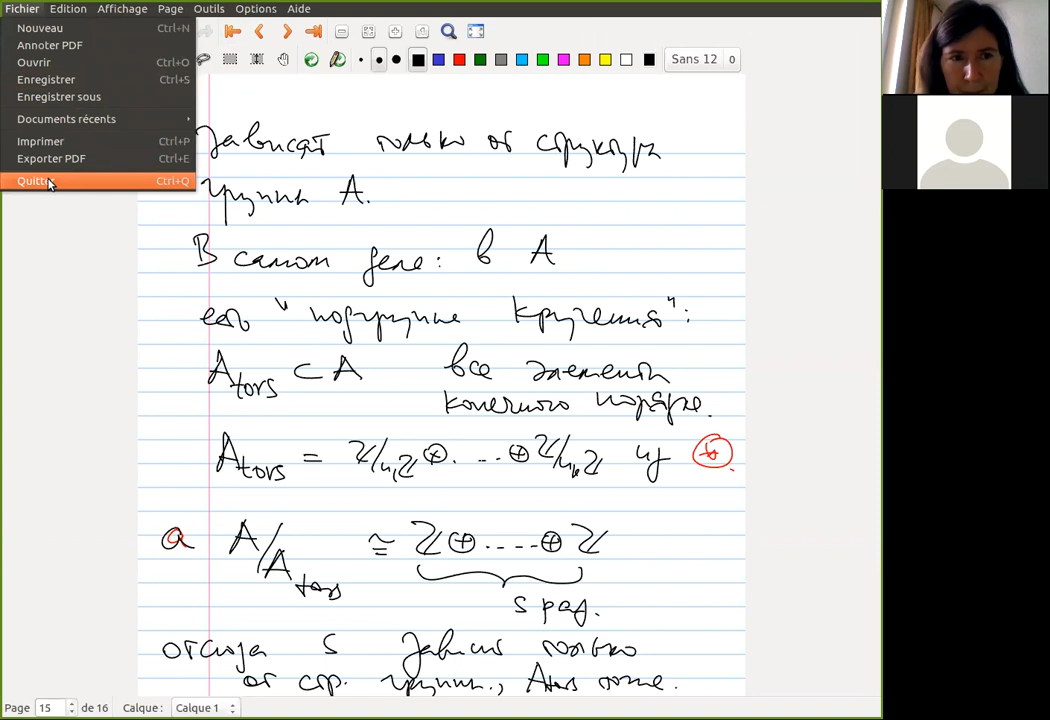 Fichier Edition Affichage Page Outils Options Aide
Nouveau Ctrl+N
Annoter PDF
Ouvrir Ctrl+O
Enregistrer Ctrl+S
Enregistrer sous
Documents récents
Imprimer Ctrl+P
Exporter PDF Ctrl+E
Quitter Ctrl+Q
Sans 12 0
зависят только от структуры
группы A.
В самом деле: в A
есть "подгруппа кручения":
A_tors ⊂ A все элементы
конечного порядка.
A_tors = ℤ/n₁ℤ ⊕ ... ⊕ ℤ/n_kℤ из *
а A/A_tors ≅ ℤ ⊕ .... ⊕ ℤ
s раз.
отсюда s зависит только
от стр. группы, A_tors тоже.
Page 15 de 16 Calque : Calque 1